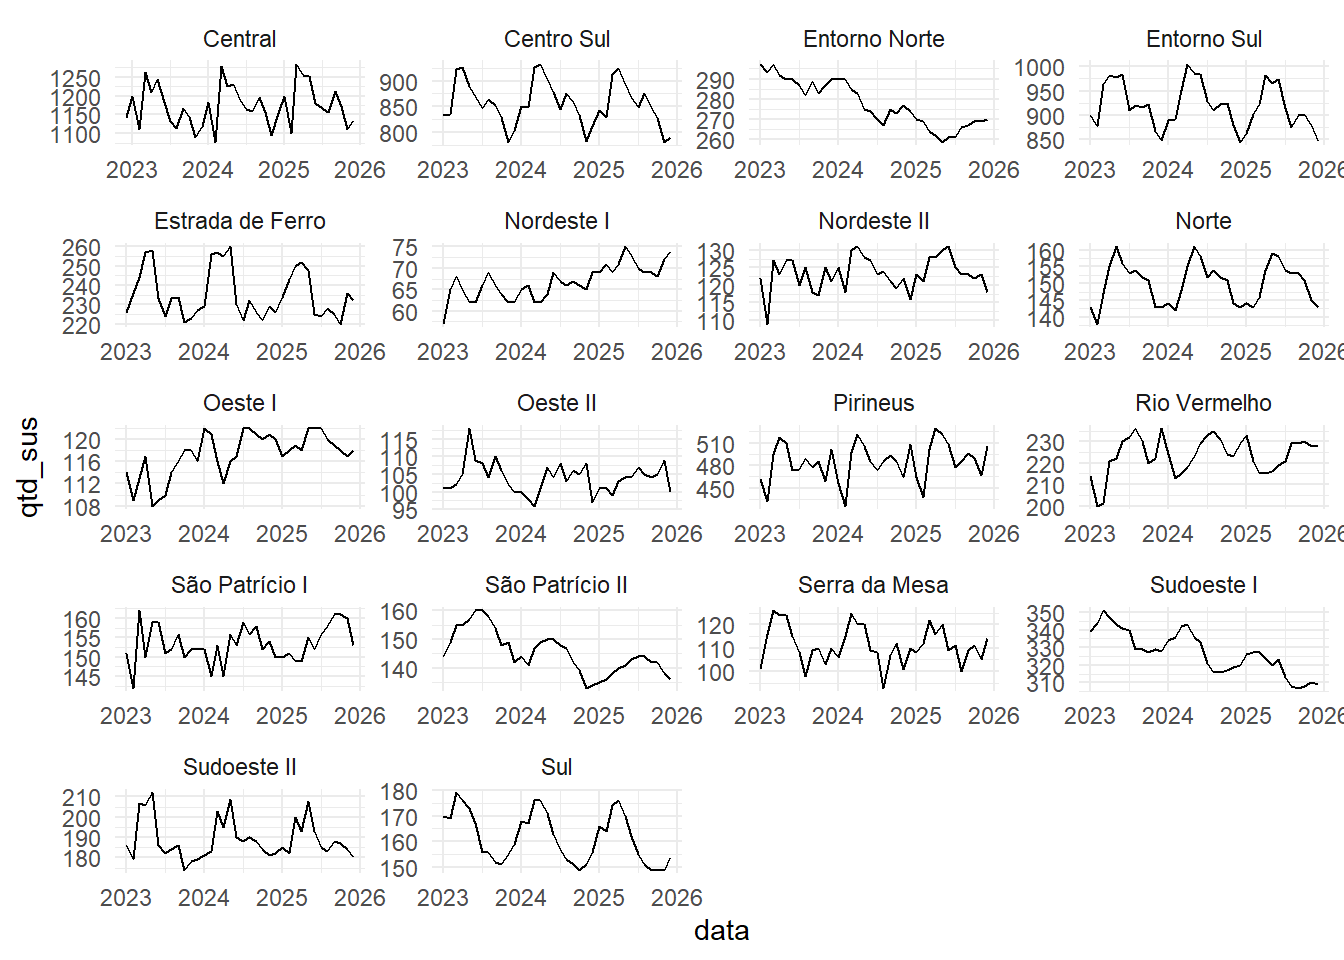 Central Centro Sul Entorno Norte Entorno Sul
1250 1200 1150 1100 900 850 800 290 280 270 260 1000 950 900 850
2023 2024 2025 2026 2023 2024 2025 2026 2023 2024 2025 2026 2023 2024 2025 2026
Estrada de Ferro Nordeste I Nordeste II Norte
260 250 240 230 220 75 70 65 60 130 125 120 115 110 160 155 150 145 140
2023 2024 2025 2026 2023 2024 2025 2026 2023 2024 2025 2026 2023 2024 2025 2026
Oeste I Oeste II Pirineus Rio Vermelho
120 116 112 108 115 110 105 100 95 510 480 450 230 220 210 200
2023 2024 2025 2026 2023 2024 2025 2026 2023 2024 2025 2026 2023 2024 2025 2026
São Patrício I São Patrício II Serra da Mesa Sudoeste I
160 155 150 145 160 150 140 120 110 100 350 340 330 320 310
2023 2024 2025 2026 2023 2024 2025 2026 2023 2024 2025 2026 2023 2024 2025 2026
Sudoeste II Sul
210 200 190 180 180 170 160 150
2023 2024 2025 2026 2023 2024 2025 2026
qtd_sus
data